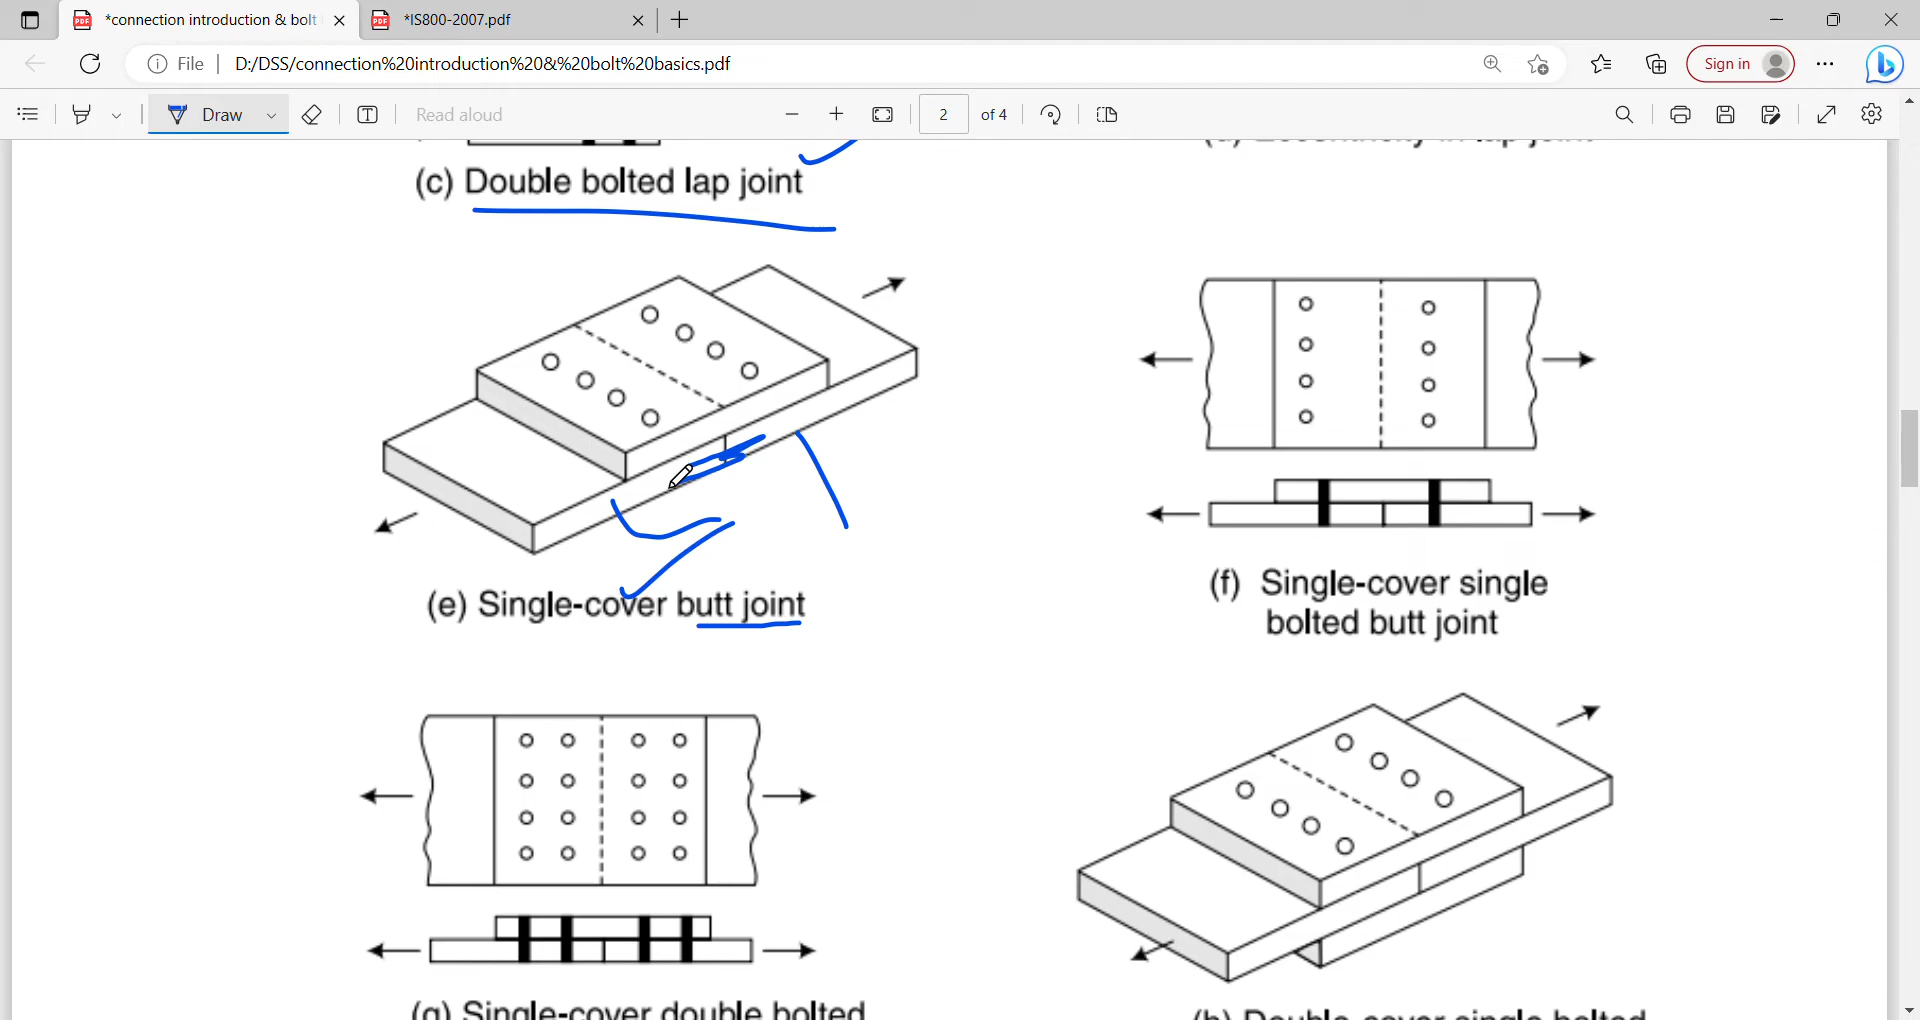 *connection introduction & bolt
*IS800-2007.pdf
File
D:/DSS/connection%20introduction%20&%20bolt%20basics.pdf
Sign in
Draw
Read aloud
2
of 4
(c) Double bolted lap joint
(e) Single-cover butt joint
(f) Single-cover single
bolted butt joint
(g) Single-cover double bolted
(h) Double-cover single bolted